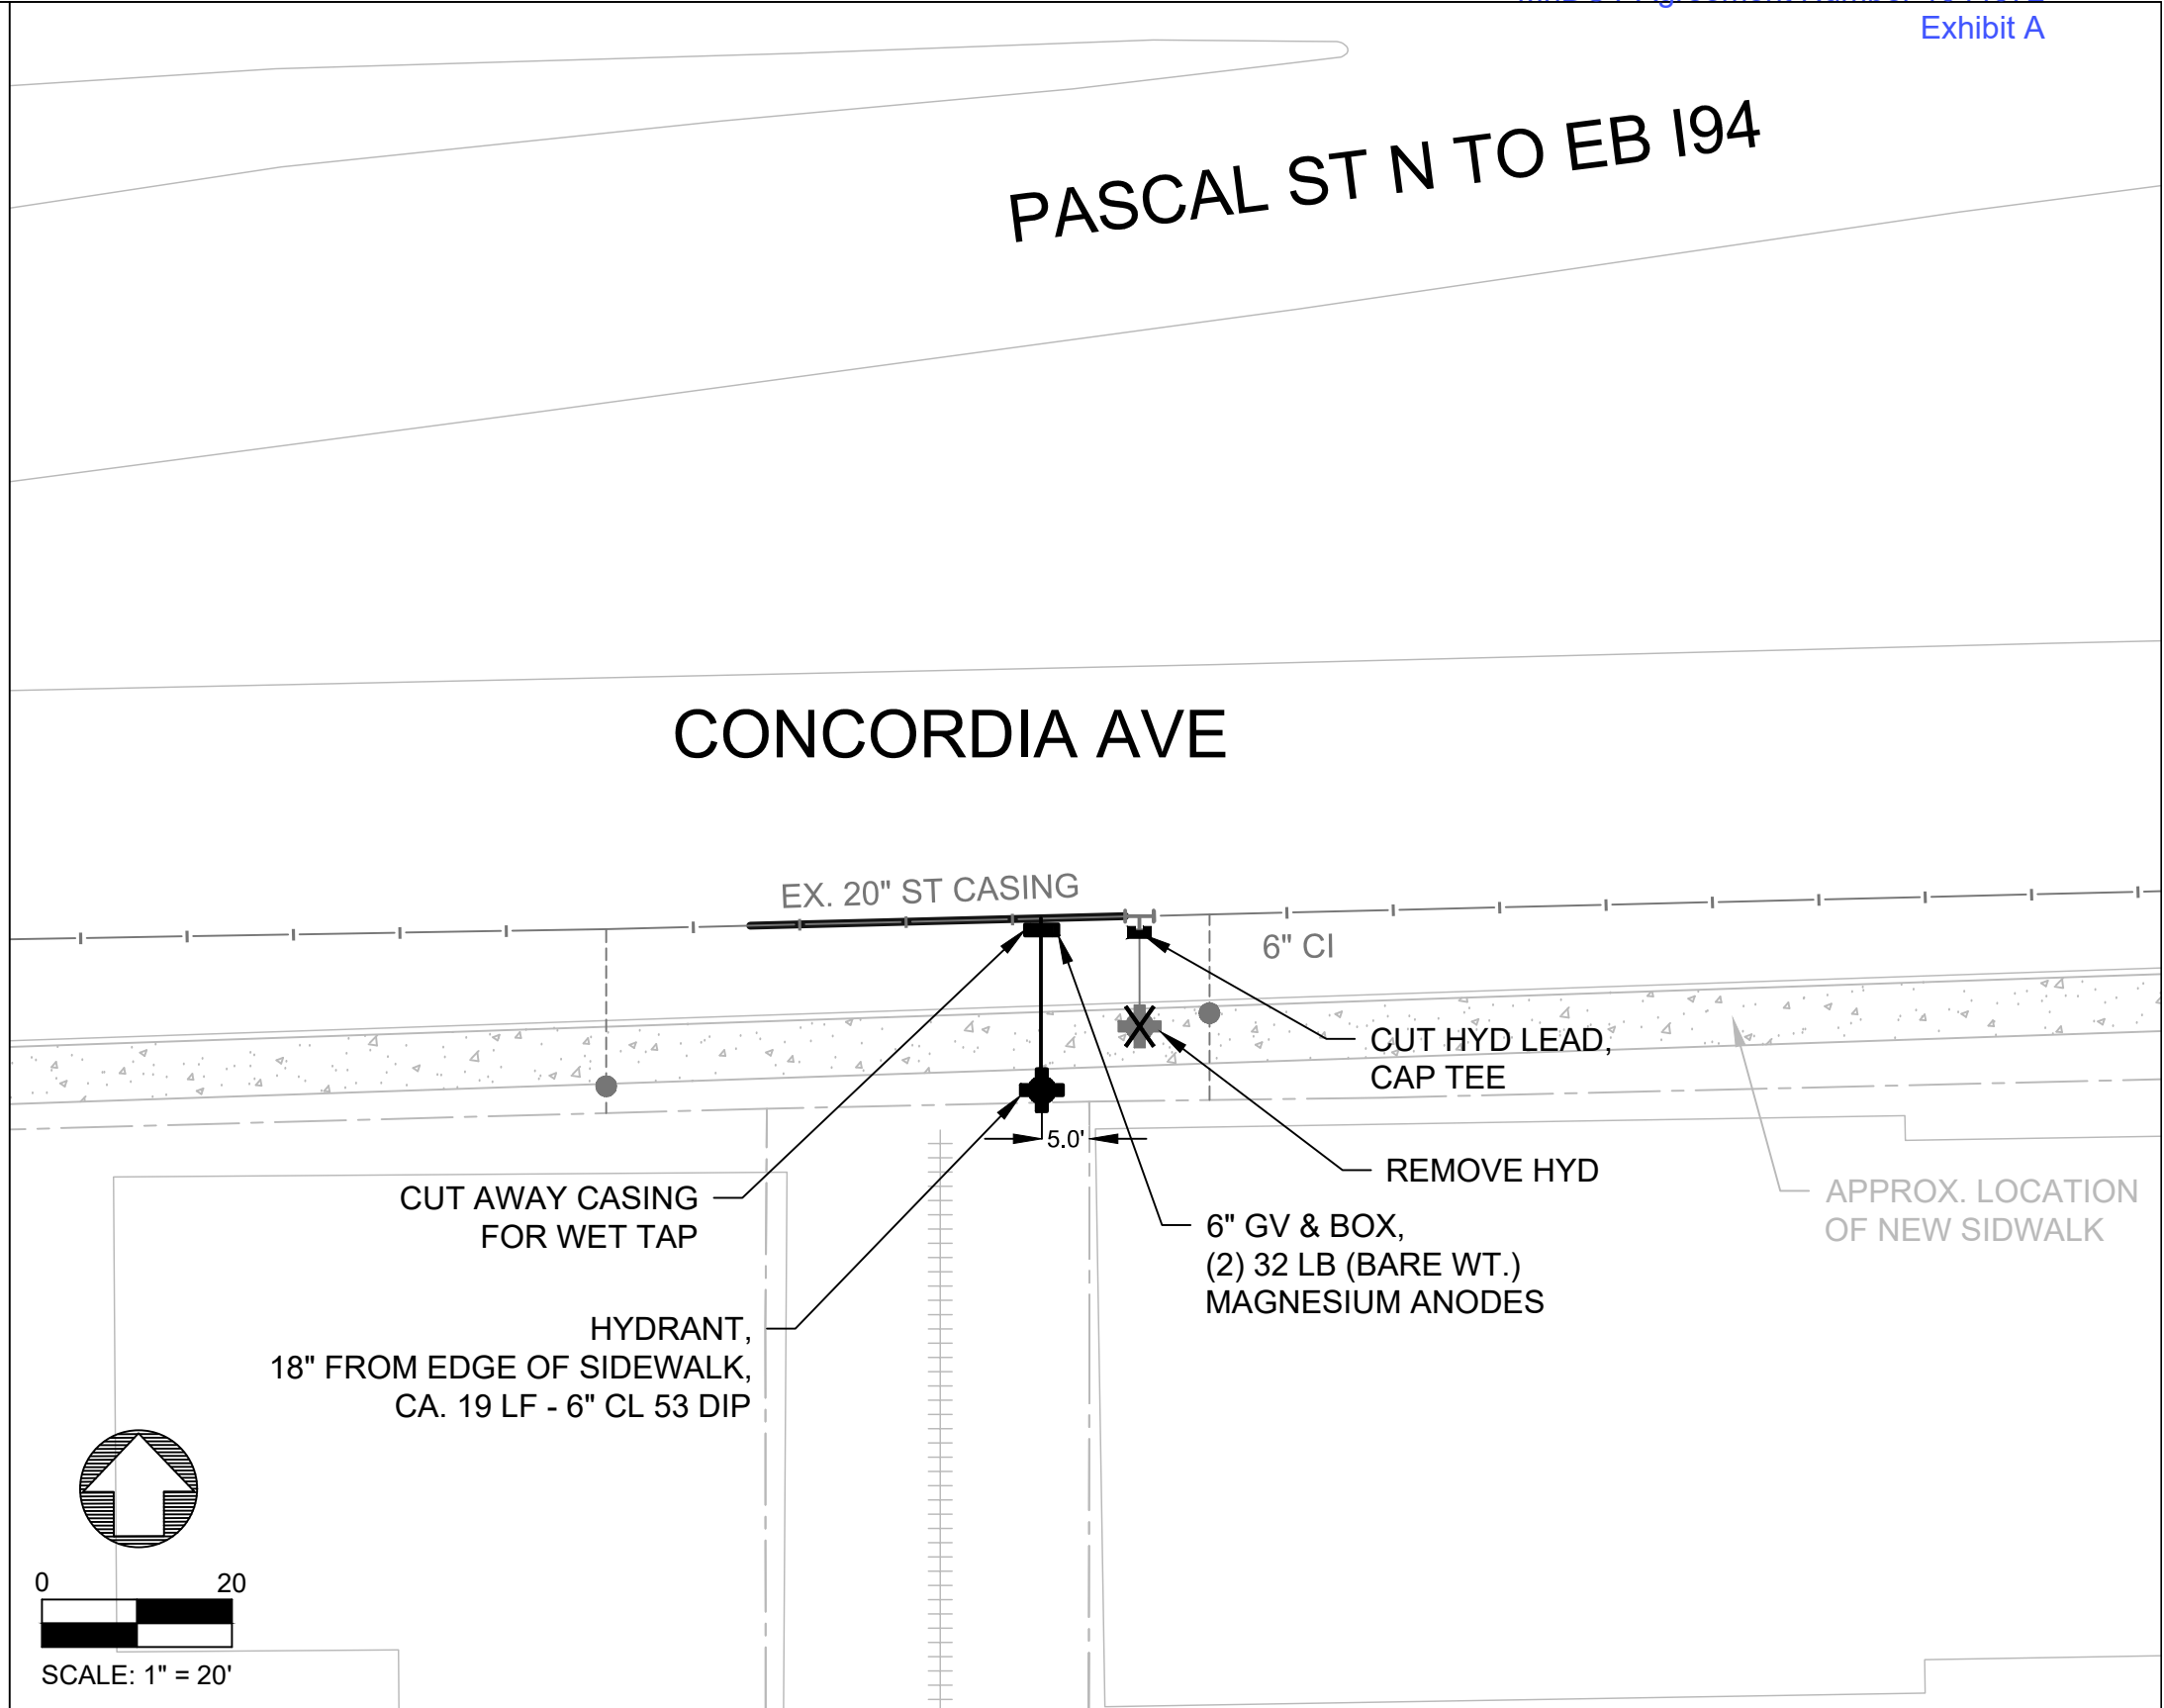 Exhibit A
PASCAL ST N TO EB I94
CONCORDIA AVE
EX. 20" ST CASING
6" CI
CUT HYD LEAD,
CAP TEE
5.0'
REMOVE HYD
CUT AWAY CASING
FOR WET TAP
APPROX. LOCATION
OF NEW SIDWALK
6" GV & BOX,
(2) 32 LB (BARE WT.)
MAGNESIUM ANODES
HYDRANT,
18" FROM EDGE OF SIDEWALK,
CA. 19 LF - 6" CL 53 DIP
0 20
SCALE: 1" = 20'